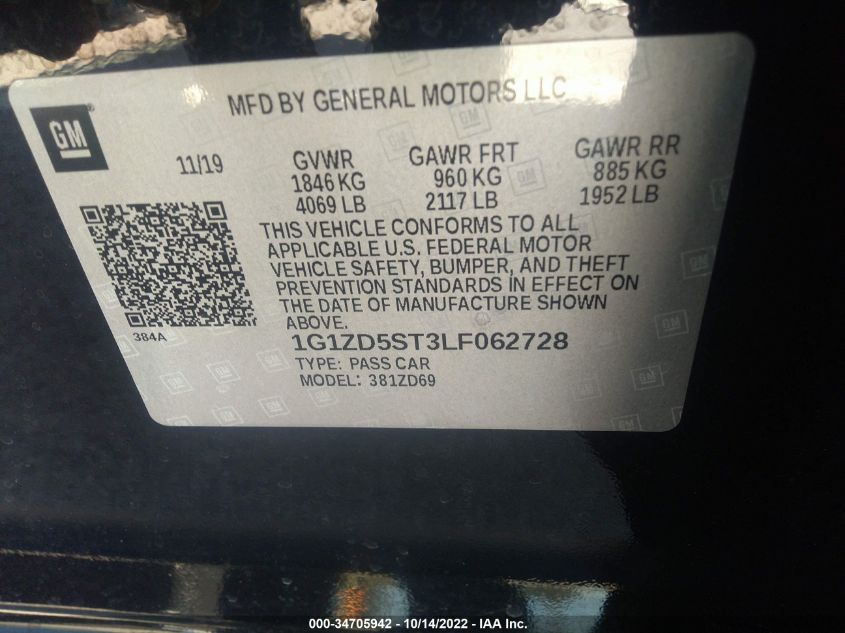 MFD BY GENERAL MOTORS LLC
GM
11/19
GVWR GAWR FRT GAWR RR
1846 KG 960 KG 885 KG
4069 LB 2117 LB 1952 LB
THIS VEHICLE CONFORMS TO ALL
APPLICABLE U.S. FEDERAL MOTOR
VEHICLE SAFETY, BUMPER, AND THEFT
PREVENTION STANDARDS IN EFFECT ON
THE DATE OF MANUFACTURE SHOWN
ABOVE.
384A
1G1ZD5ST3LF062728
TYPE: PASS CAR
MODEL: 381ZD69
000-34705942 - 10/14/2022 - IAA Inc.